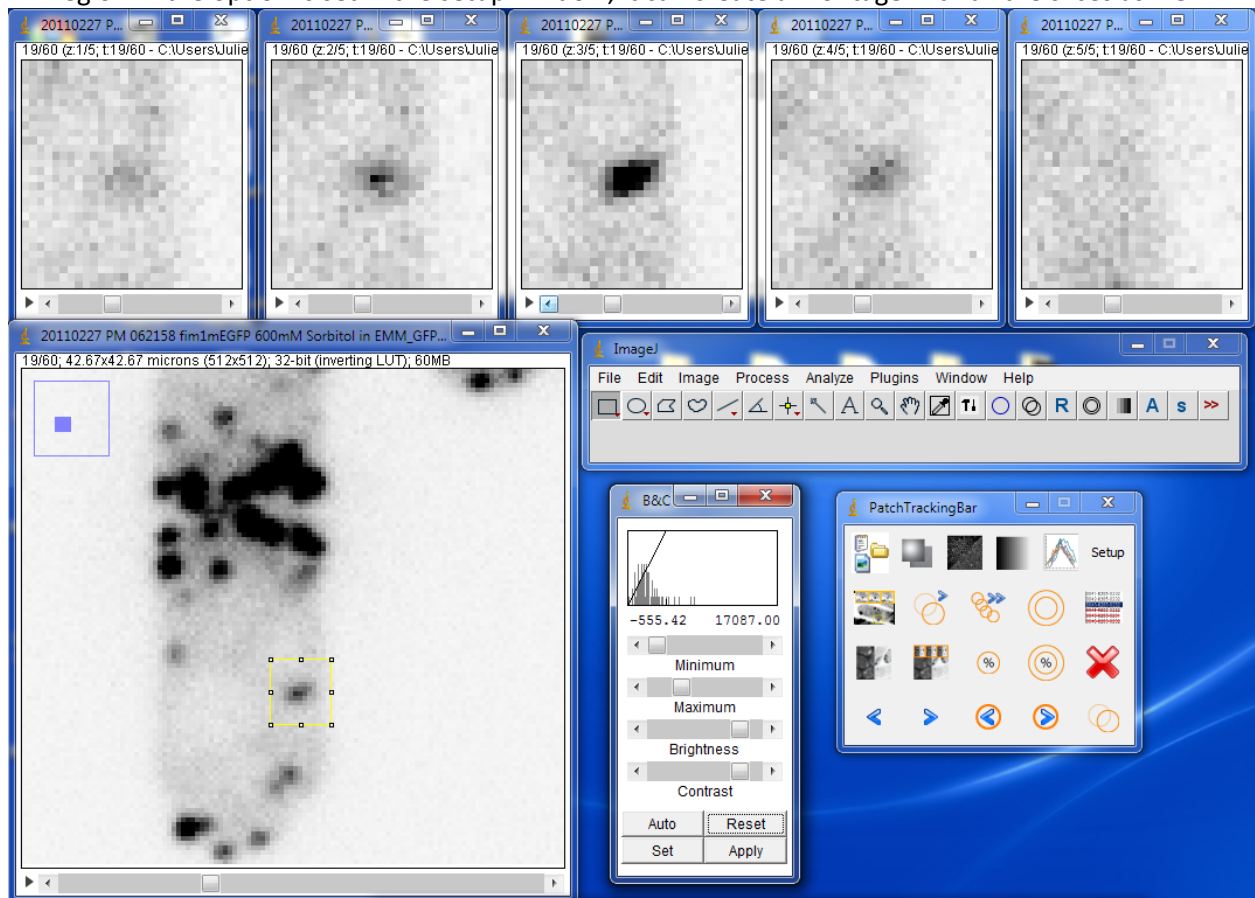 20110227 P...
20110227 P...
20110227 P...
20110227 P...
20110227 P...
19/60 (z:1/5; t:19/60 - C:\Users\Julie
19/60 (z:2/5; t:19/60 - C:\Users\Julie
19/60 (z:3/5; t:19/60 - C:\Users\Julie
19/60 (z:4/5; t:19/60 - C:\Users\Julie
19/60 (z:5/5; t:19/60 - C:\Users\Julie
20110227 PM 062158 fim1mEGFP 600mM Sorbitol in EMM_GFP...
19/60; 42.67x42.67 microns (512x512); 32-bit (inverting LUT); 60MB
ImageJ
File Edit Image Process Analyze Plugins Window Help
A R A s >>
B&C
-555.42 17087.00
Minimum
Maximum
Brightness
Contrast
Auto Reset
Set Apply
PatchTrackingBar
Setup
% %